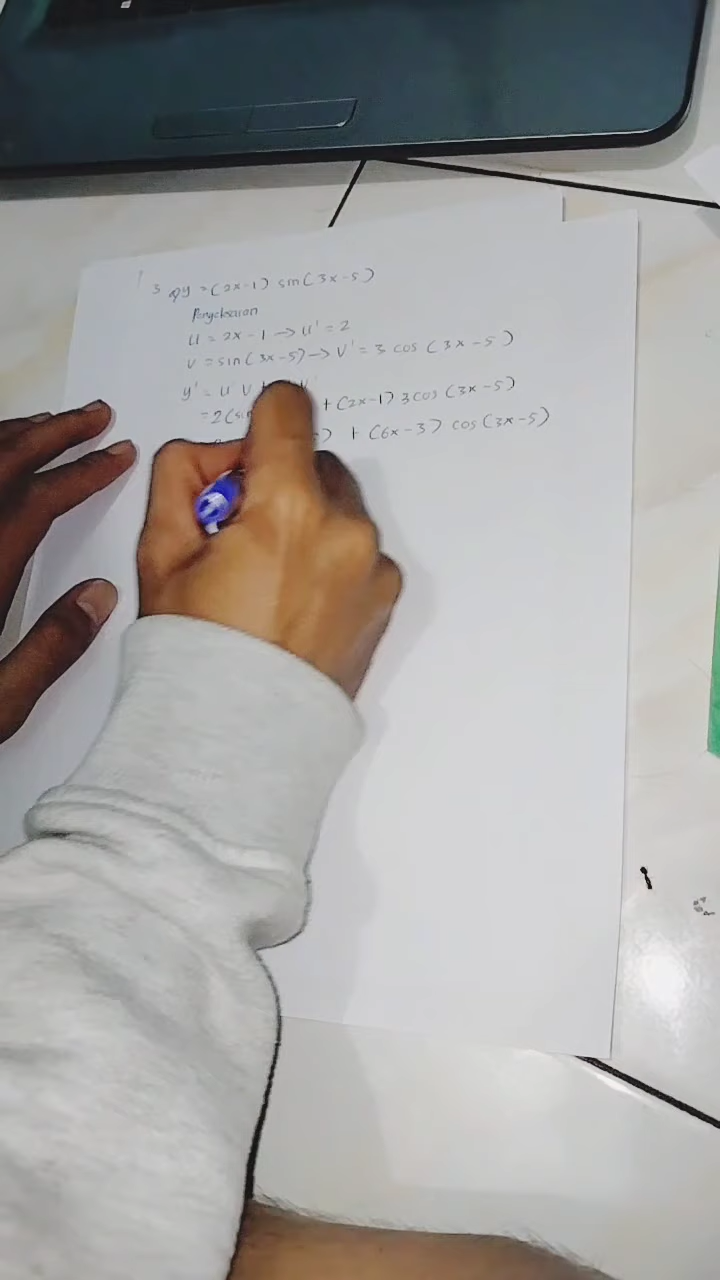 3 a) y = (2x-1) sin (3x-5)
Penyelesaian
U = 2x - 1 → U' = 2
V = sin (3x-5) → V' = 3 cos (3x-5)
y' = U V
= 2(sin + (2x-1) 3 cos (3x-5)
) + (6x-3) cos (3x-5)